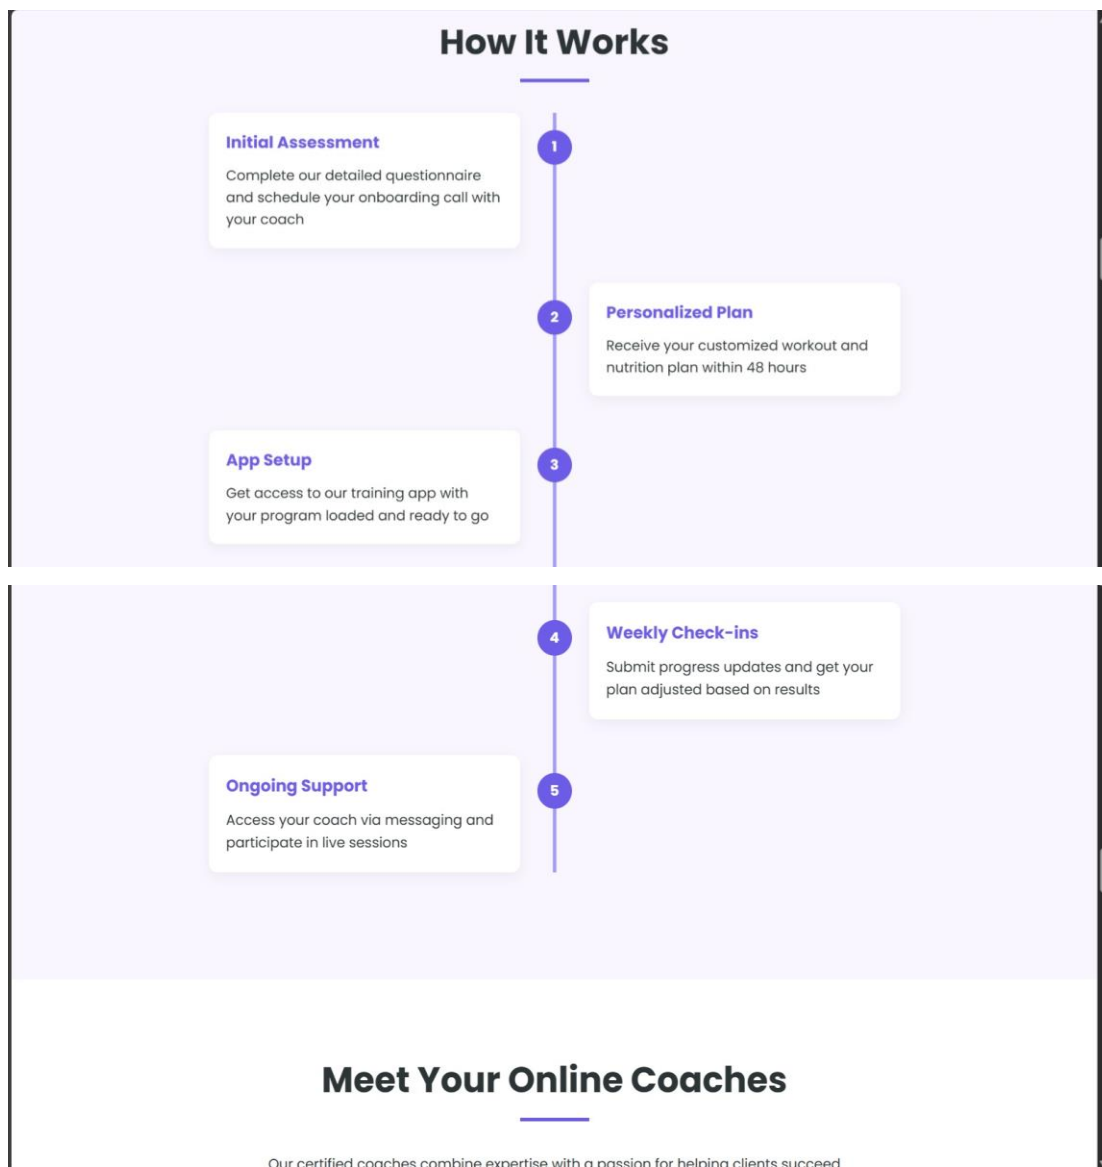 How It Works
Initial Assessment
1
Complete our detailed questionnaire
and schedule your onboarding call with
your coach
2
Personalized Plan
Receive your customized workout and
nutrition plan within 48 hours
App Setup
3
Get access to our training app with
your program loaded and ready to go
4
Weekly Check-ins
Submit progress updates and get your
plan adjusted based on results
Ongoing Support
5
Access your coach via messaging and
participate in live sessions
Meet Your Online Coaches
Our certified coaches combine expertise with a passion for helping clients succeed